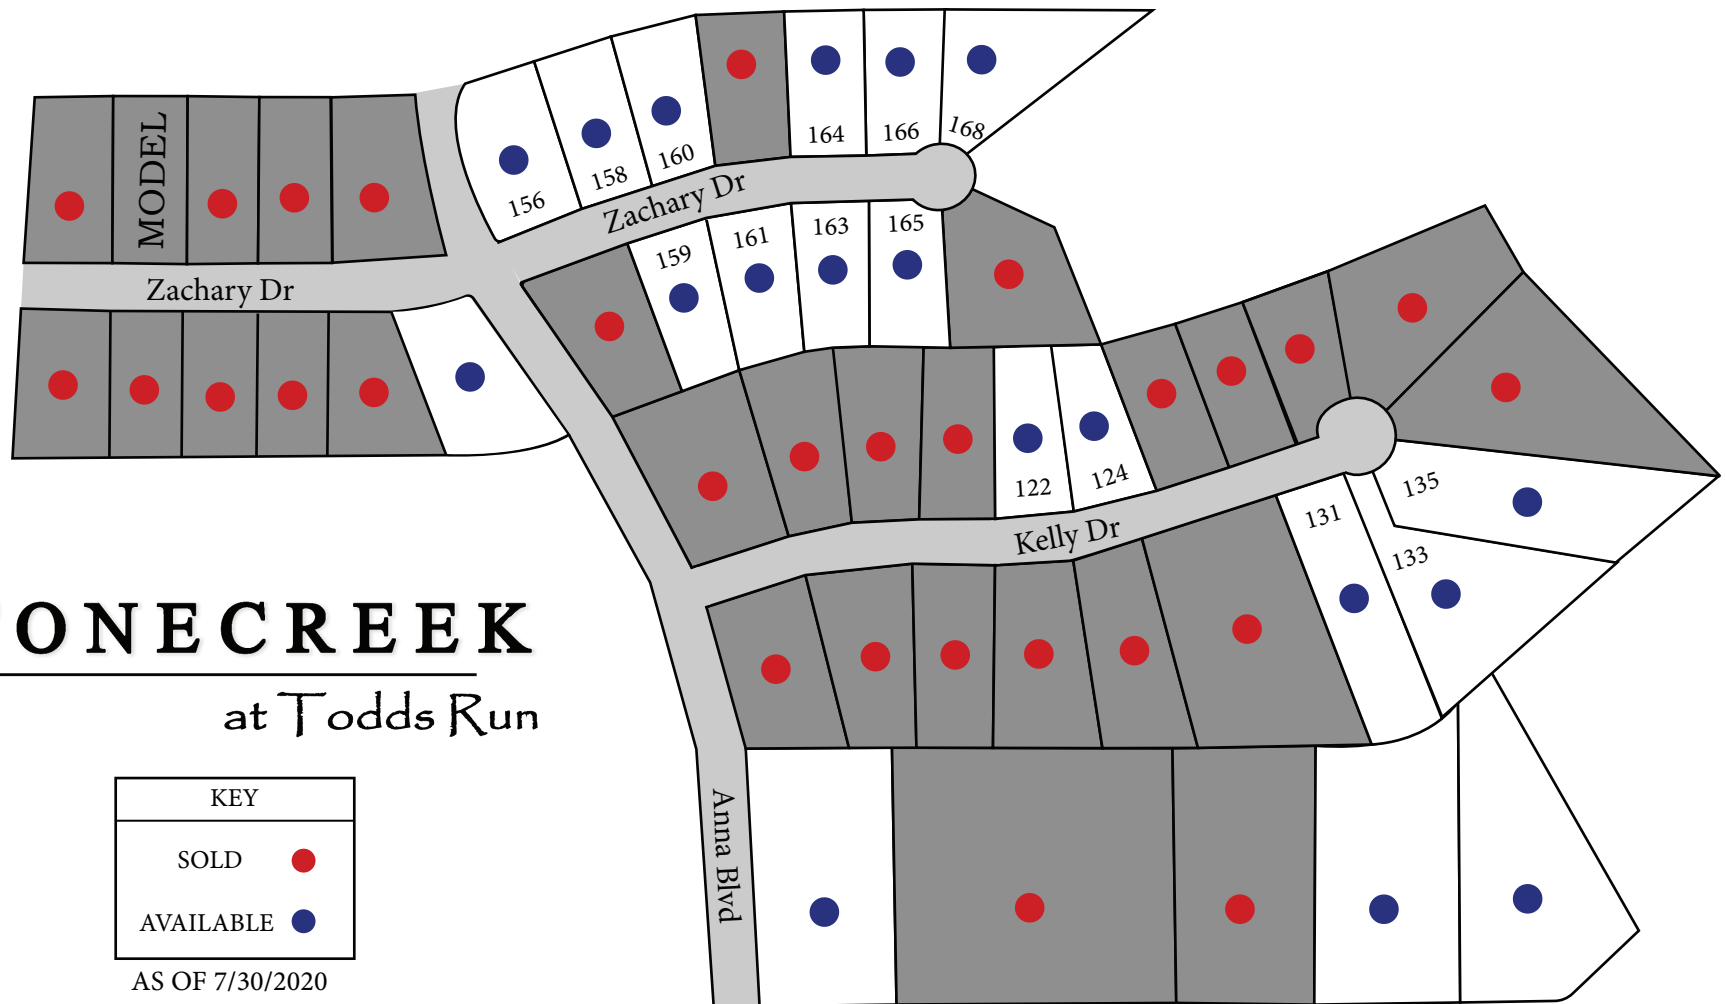 MODEL
Zachary Dr
156
158
160
164
166
168
Zachary Dr
159
161
163
165
122
124
Kelly Dr
131
133
135
ONECREEK
at Todds Run
Anna Blvd
KEY
SOLD
AVAILABLE
AS OF 7/30/2020